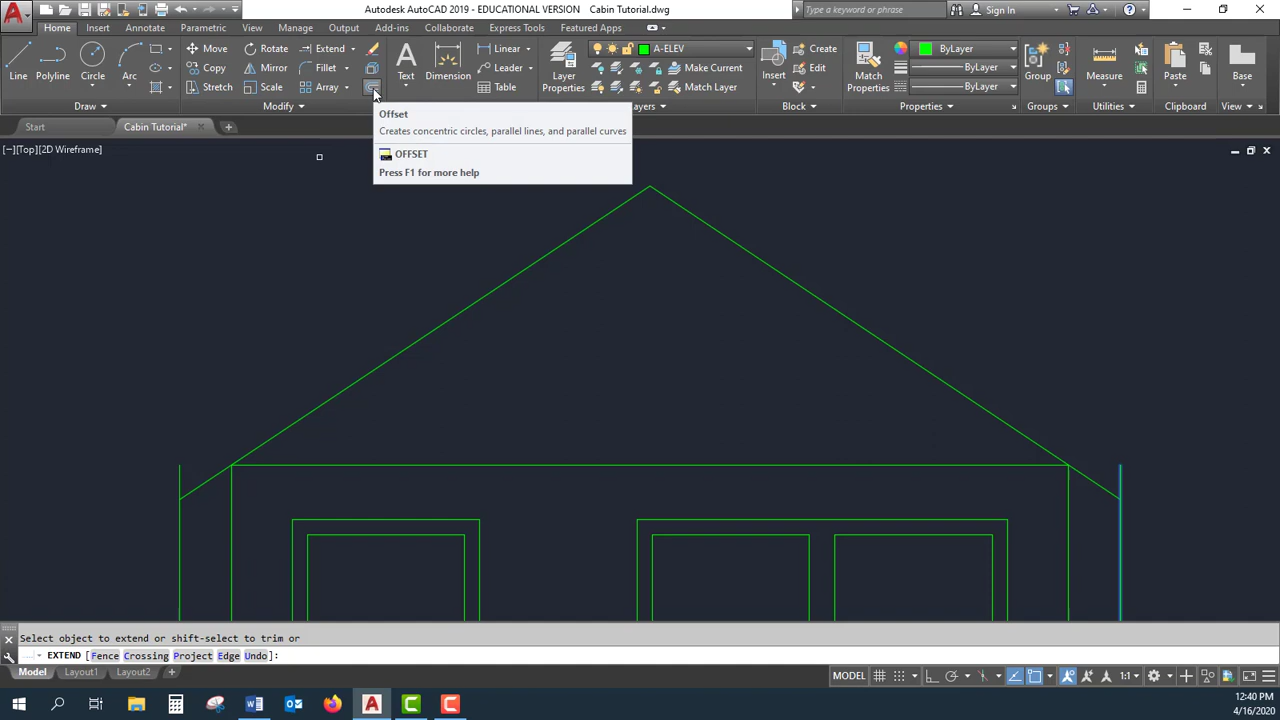 Autodesk AutoCAD 2019 - EDUCATIONAL VERSION Cabin Tutorial.dwg
Type a keyword or phrase
Sign In
Home Insert Annotate Parametric View Manage Output Add-ins Collaborate Express Tools Featured Apps
Line Polyline Circle Arc
Move Rotate Extend
Copy Mirror Fillet
Stretch Scale Array
Text Dimension
Linear
Leader
Table
Layer Properties
A-ELEV
Make Current
Match Layer
Insert
Create
Edit
Match Properties
ByLayer
ByLayer
ByLayer
Group
Measure
Paste
Base
Draw Modify Layers Block Properties Groups Utilities Clipboard View
Start Cabin Tutorial*
Offset
Creates concentric circles, parallel lines, and parallel curves
OFFSET
Press F1 for more help
[−][Top][2D Wireframe]
Select object to extend or shift-select to trim or
EXTEND [Fence Crossing Project Edge Undo]:
Model Layout1 Layout2
MODEL 1:1
12:40 PM
4/16/2020